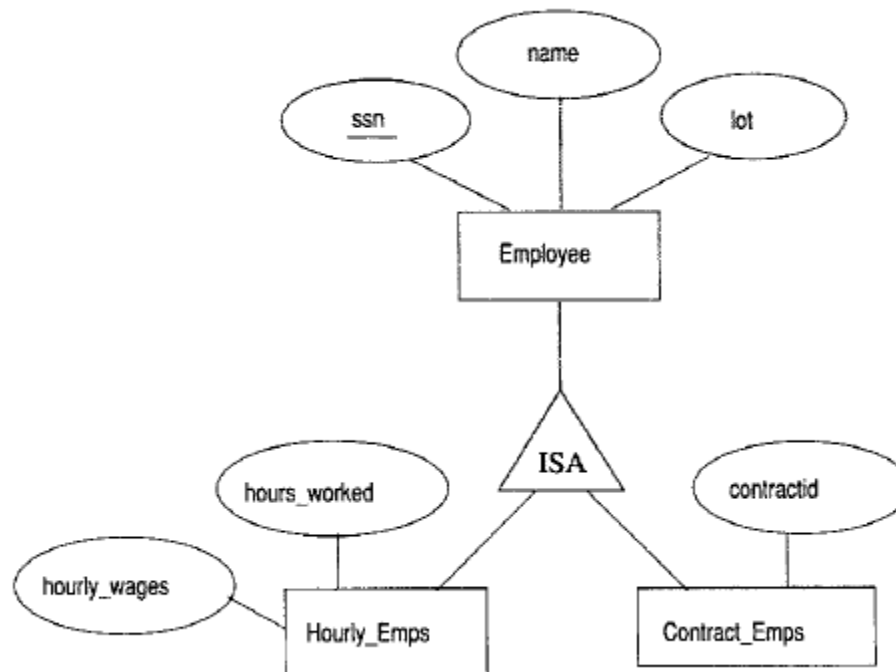 name
ssn
lot
Employee
ISA
hours_worked
contractid
hourly_wages
Hourly_Emps
Contract_Emps